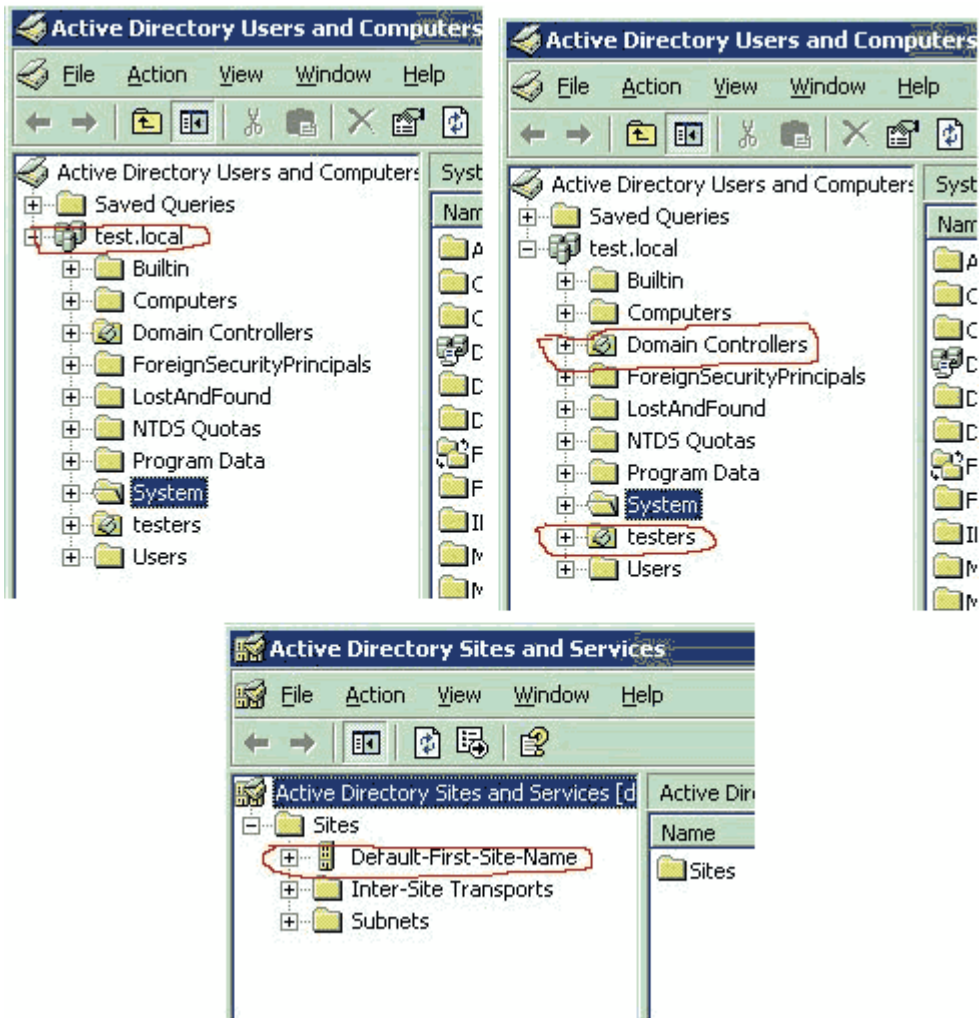 Active Directory Users and Computers
File Action View Window Help
Active Directory Users and Computers
Saved Queries
test.local
Builtin
Computers
Domain Controllers
ForeignSecurityPrincipals
LostAndFound
NTDS Quotas
Program Data
System
testers
Users
Syst
Nam
A
C
C
D
D
D
F
F
Il
M
M
Active Directory Users and Computers
File Action View Window Help
Active Directory Users and Computers
Saved Queries
test.local
Builtin
Computers
Domain Controllers
ForeignSecurityPrincipals
LostAndFound
NTDS Quotas
Program Data
System
testers
Users
Syst
Nam
A
C
C
D
D
D
F
F
Il
M
M
Active Directory Sites and Services
File Action View Window Help
Active Directory Sites and Services [d
Sites
Default-First-Site-Name
Inter-Site Transports
Subnets
Active Dire
Name
Sites